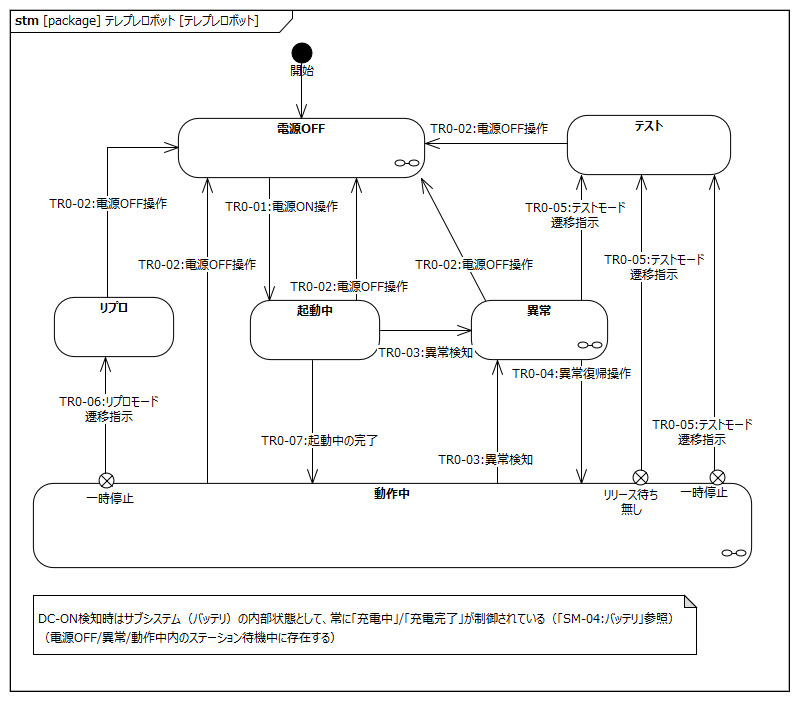 stm [package] テレプレロボット [テレプレロボット]
開始
電源OFF
テスト
TR0-02:電源OFF操作
TR0-02:電源OFF操作
TR0-01:電源ON操作
TR0-05:テストモード
遷移指示
TR0-02:電源OFF操作
TR0-02:電源OFF操作
TR0-05:テストモード
遷移指示
TR0-02:電源OFF操作
リプロ
起動中
異常
TR0-03:異常検知
TR0-04:異常復帰操作
TR0-06:リプロモード
遷移指示
TR0-07:起動中の完了
TR0-03:異常検知
TR0-05:テストモード
遷移指示
一時停止
動作中
リリース待ち
無し
一時停止
DC-ON検知時はサブシステム（バッテリ）の内部状態として、常に「充電中」/「充電完了」が制御されている（「SM-04:バッテリ」参照）
（電源OFF/異常/動作中内のステーション待機中に存在する）